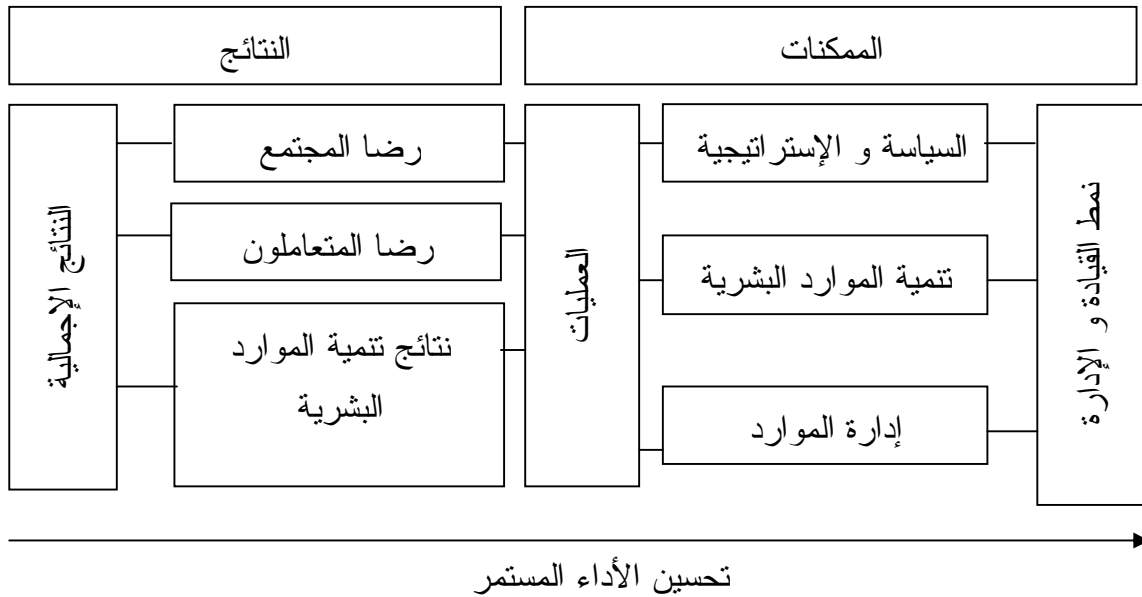 الممكنات
النتائج
نمط القيادة و الإدارة
السياسة و الإستراتيجية
تنمية الموارد البشرية
إدارة الموارد
العمليات
رضا المجتمع
رضا المتعاملون
نتائج تنمية الموارد
البشرية
النتائج الإجمالية
تحسين الأداء المستمر